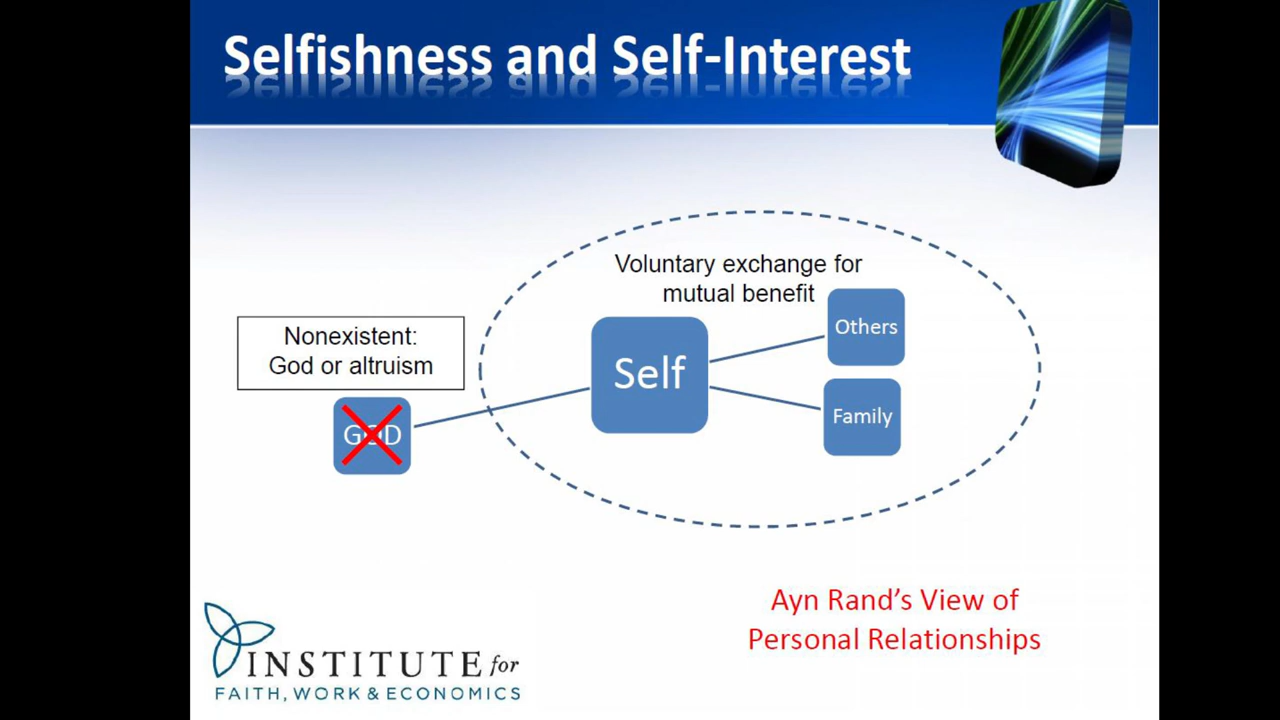 Selfishness and Self-Interest
Voluntary exchange for
mutual benefit
Nonexistent:
God or altruism
GOD
Self
Others
Family
Ayn Rand’s View of
Personal Relationships
INSTITUTE for
FAITH, WORK & ECONOMICS